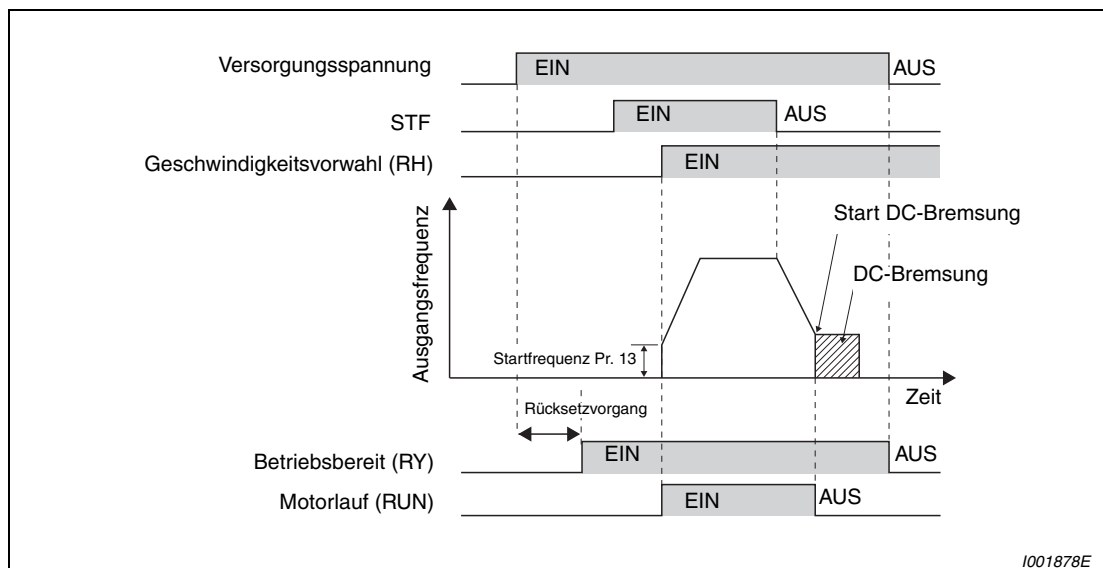 Versorgungsspannung
EIN
AUS
STF
EIN
AUS
Geschwindigkeitsvorwahl (RH)
EIN
Ausgangsfrequenz
Start DC-Bremsung
DC-Bremsung
Startfrequenz Pr. 13
Zeit
Rücksetzvorgang
Betriebsbereit (RY)
EIN
AUS
Motorlauf (RUN)
EIN
AUS
I001878E